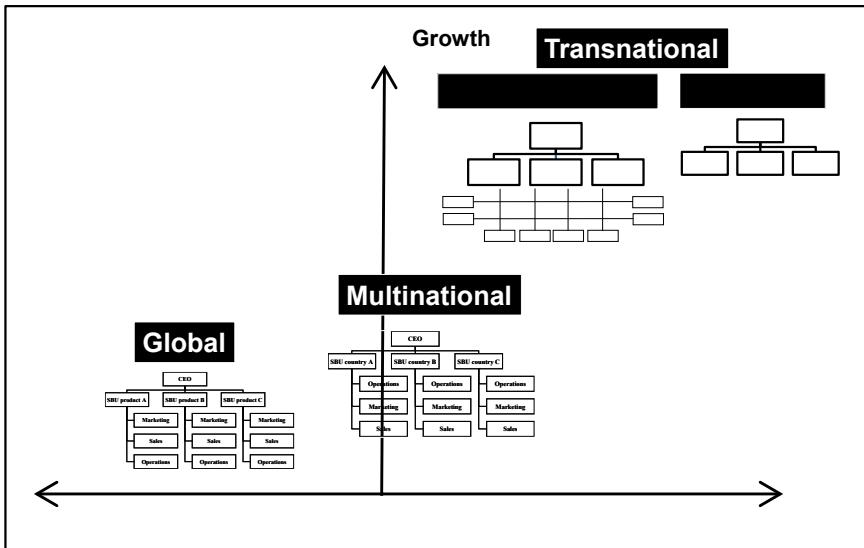 Growth
Transnational
Multinational
CEO
SBU country A SBU country B SBU country C
Operations Operations Operations
Marketing Marketing Marketing
Sales Sales Sales
Global
CEO
SBU product A SBU product B SBU product C
Marketing Marketing Marketing
Sales Sales Sales
Operations Operations Operations